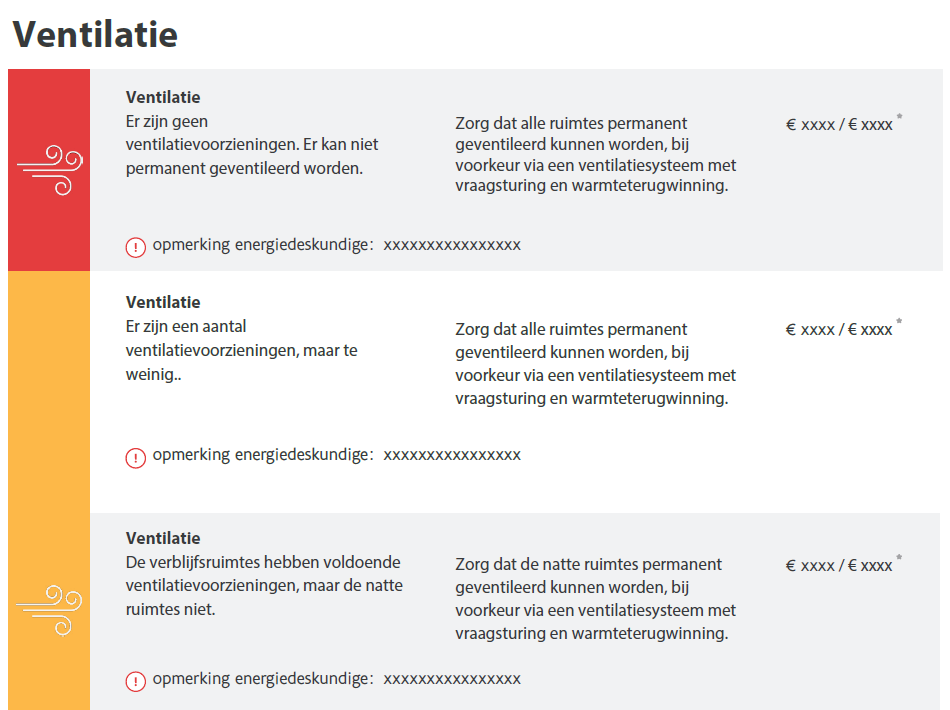 Ventilatie
Ventilatie
Er zijn geen
ventilatievoorzieningen. Er kan niet
permanent geventileerd worden.
Zorg dat alle ruimtes permanent
geventileerd kunnen worden, bij
voorkeur via een ventilatiesysteem met
vraagsturing en warmteterugwinning.
€ xxxx / € xxxx *
! opmerking energiedeskundige: xxxxxxxxxxxxxxxx
Ventilatie
Er zijn een aantal
ventilatievoorzieningen, maar te
weinig..
Zorg dat alle ruimtes permanent
geventileerd kunnen worden, bij
voorkeur via een ventilatiesysteem met
vraagsturing en warmteterugwinning.
€ xxxx / € xxxx *
! opmerking energiedeskundige: xxxxxxxxxxxxxxxx
Ventilatie
De verblijfsruimtes hebben voldoende
ventilatievoorzieningen, maar de natte
ruimtes niet.
Zorg dat de natte ruimtes permanent
geventileerd kunnen worden, bij
voorkeur via een ventilatiesysteem met
vraagsturing en warmteterugwinning.
€ xxxx / € xxxx *
! opmerking energiedeskundige: xxxxxxxxxxxxxxxx